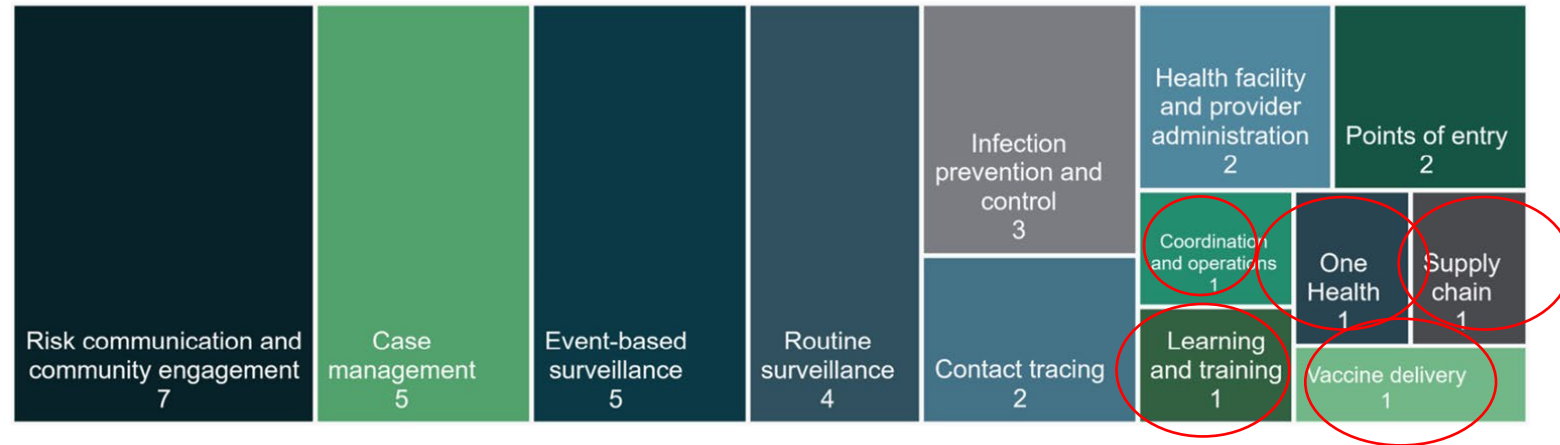 Risk communication and
community engagement
7
Case
management
5
Event-based
surveillance
5
Routine
surveillance
4
Infection
prevention and
control
3
Contact tracing
2
Health facility
and provider
administration
2
Points of entry
2
Coordination
and operations
1
One
Health
1
Supply
chain
1
Learning
and training
1
Vaccine delivery
1